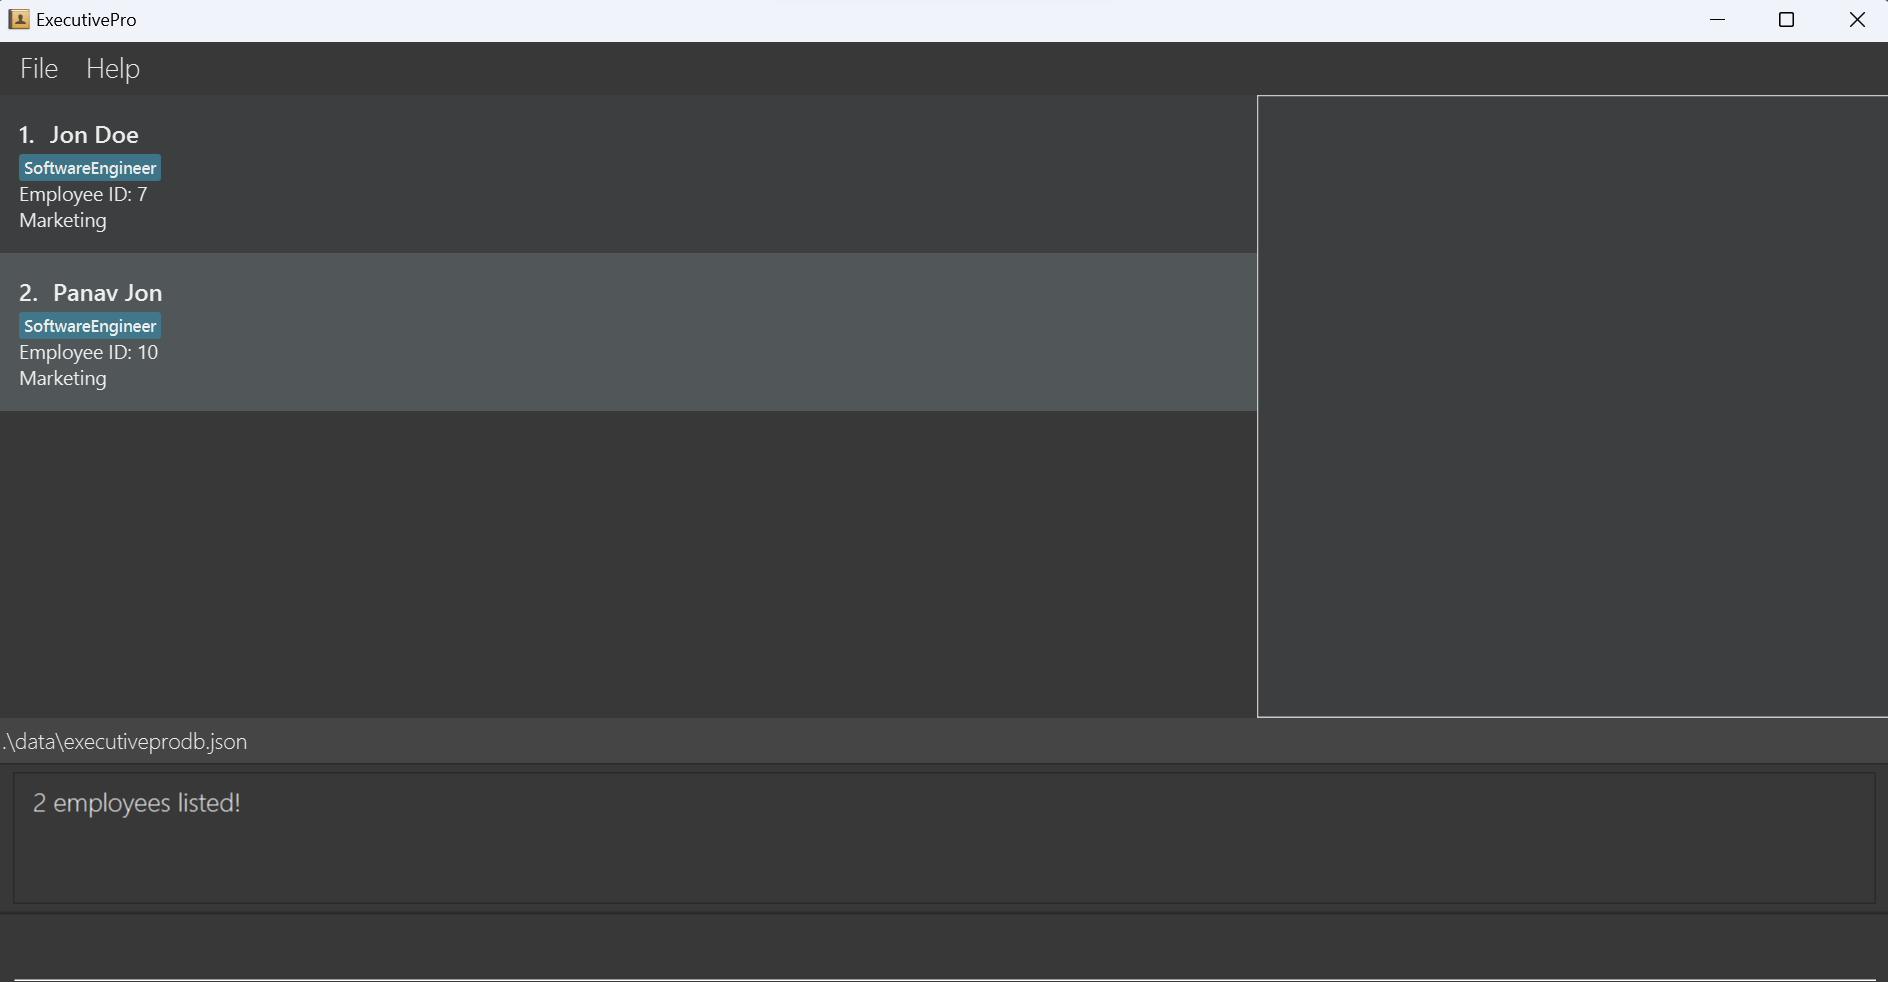 ExecutivePro
File Help
1. Jon Doe
SoftwareEngineer
Employee ID: 7
Marketing
2. Panav Jon
SoftwareEngineer
Employee ID: 10
Marketing
.\data\executiveprodb.json
2 employees listed!